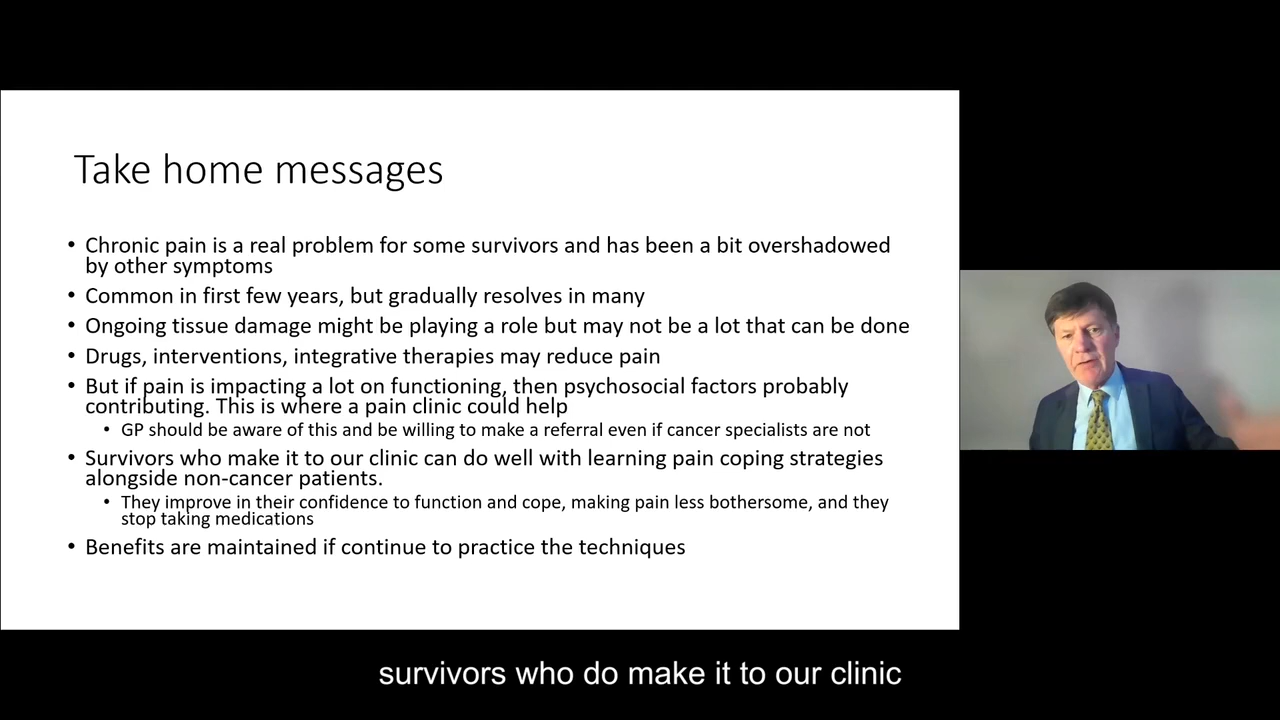 Take home messages
• Chronic pain is a real problem for some survivors and has been a bit overshadowed
by other symptoms
• Common in first few years, but gradually resolves in many
• Ongoing tissue damage might be playing a role but may not be a lot that can be done
• Drugs, interventions, integrative therapies may reduce pain
• But if pain is impacting a lot on functioning, then psychosocial factors probably
contributing. This is where a pain clinic could help
• GP should be aware of this and be willing to make a referral even if cancer specialists are not
• Survivors who make it to our clinic can do well with learning pain coping strategies
alongside non-cancer patients.
• They improve in their confidence to function and cope, making pain less bothersome, and they
stop taking medications
• Benefits are maintained if continue to practice the techniques
survivors who do make it to our clinic